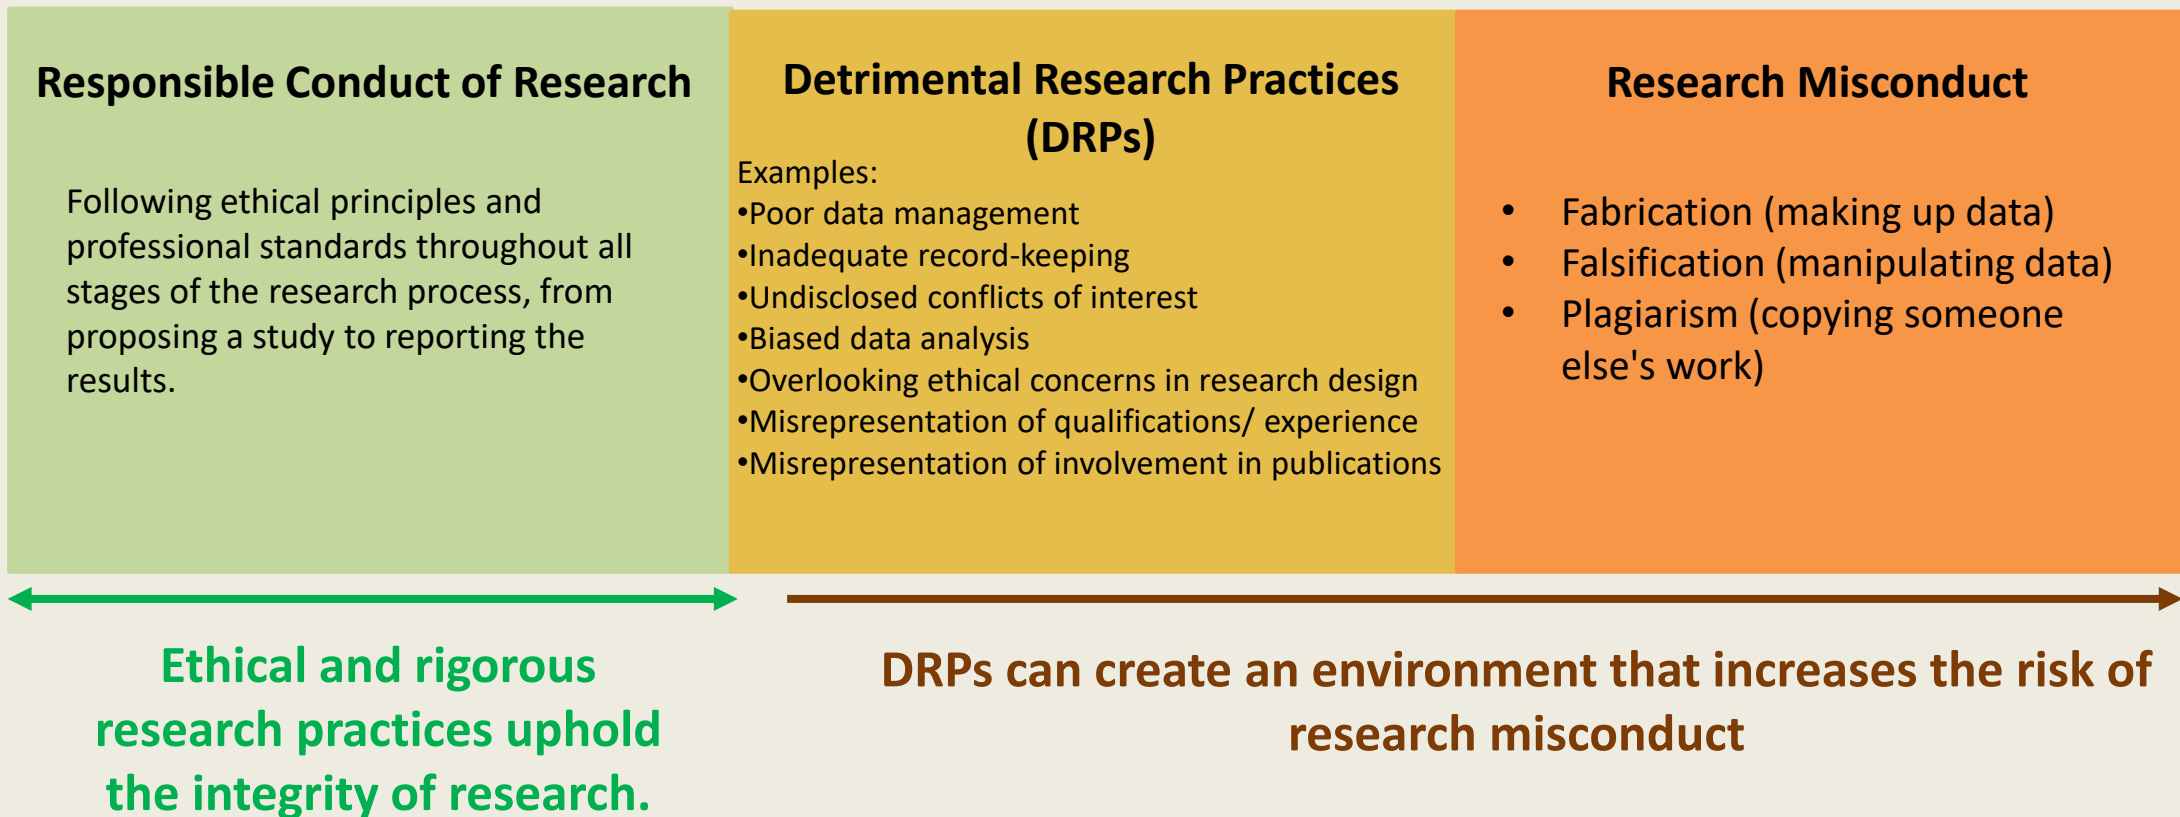 Responsible Conduct of Research
Following ethical principles and
professional standards throughout all
stages of the research process, from
proposing a study to reporting the
results.
Detrimental Research Practices
(DRPs)
Examples:
•Poor data management
•Inadequate record-keeping
•Undisclosed conflicts of interest
•Biased data analysis
•Overlooking ethical concerns in research design
•Misrepresentation of qualifications/ experience
•Misrepresentation of involvement in publications
Research Misconduct
• Fabrication (making up data)
• Falsification (manipulating data)
• Plagiarism (copying someone
else's work)
Ethical and rigorous
research practices uphold
the integrity of research.
DRPs can create an environment that increases the risk of
research misconduct